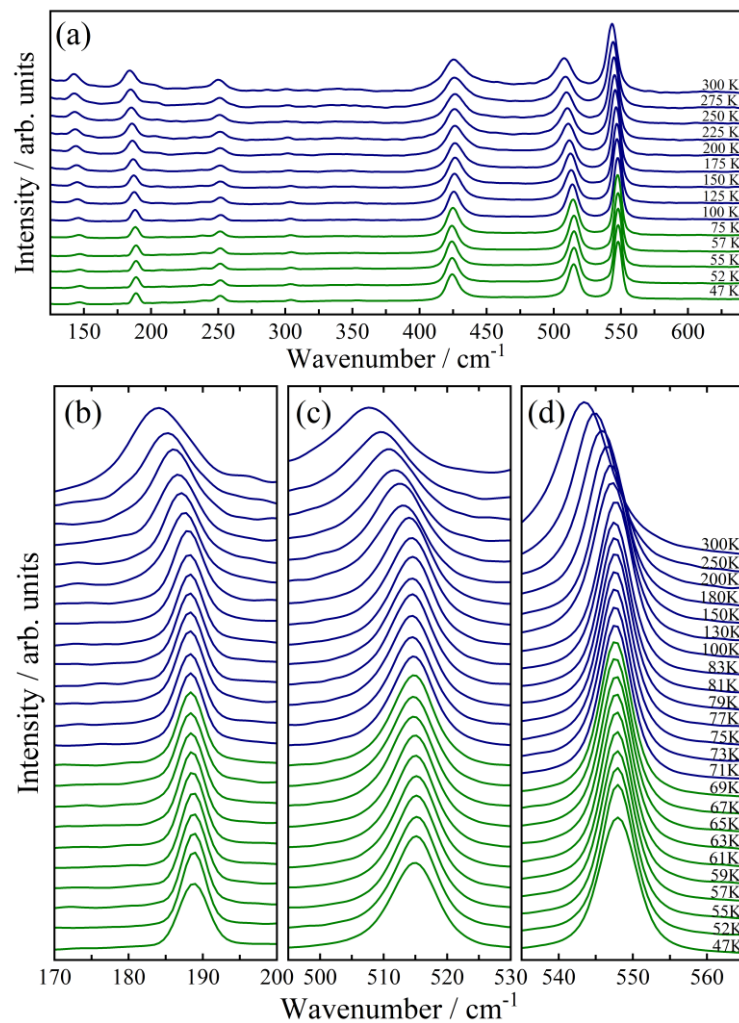 (a)
Intensity / arb. units
300 K
275 K
250 K
225 K
200 K
175 K
150 K
125 K
100 K
75 K
57 K
55 K
52 K
47 K
150 200 250 300 350 400 450 500 550 600
Wavenumber / cm-1
(b) (c) (d)
Intensity / arb. units
300K
250K
200K
180K
150K
130K
100K
83K
81K
79K
77K
75K
73K
71K
69K
67K
65K
63K
61K
59K
57K
55K
52K
47K
170 180 190 200 500 510 520 530 540 550 560
Wavenumber / cm-1